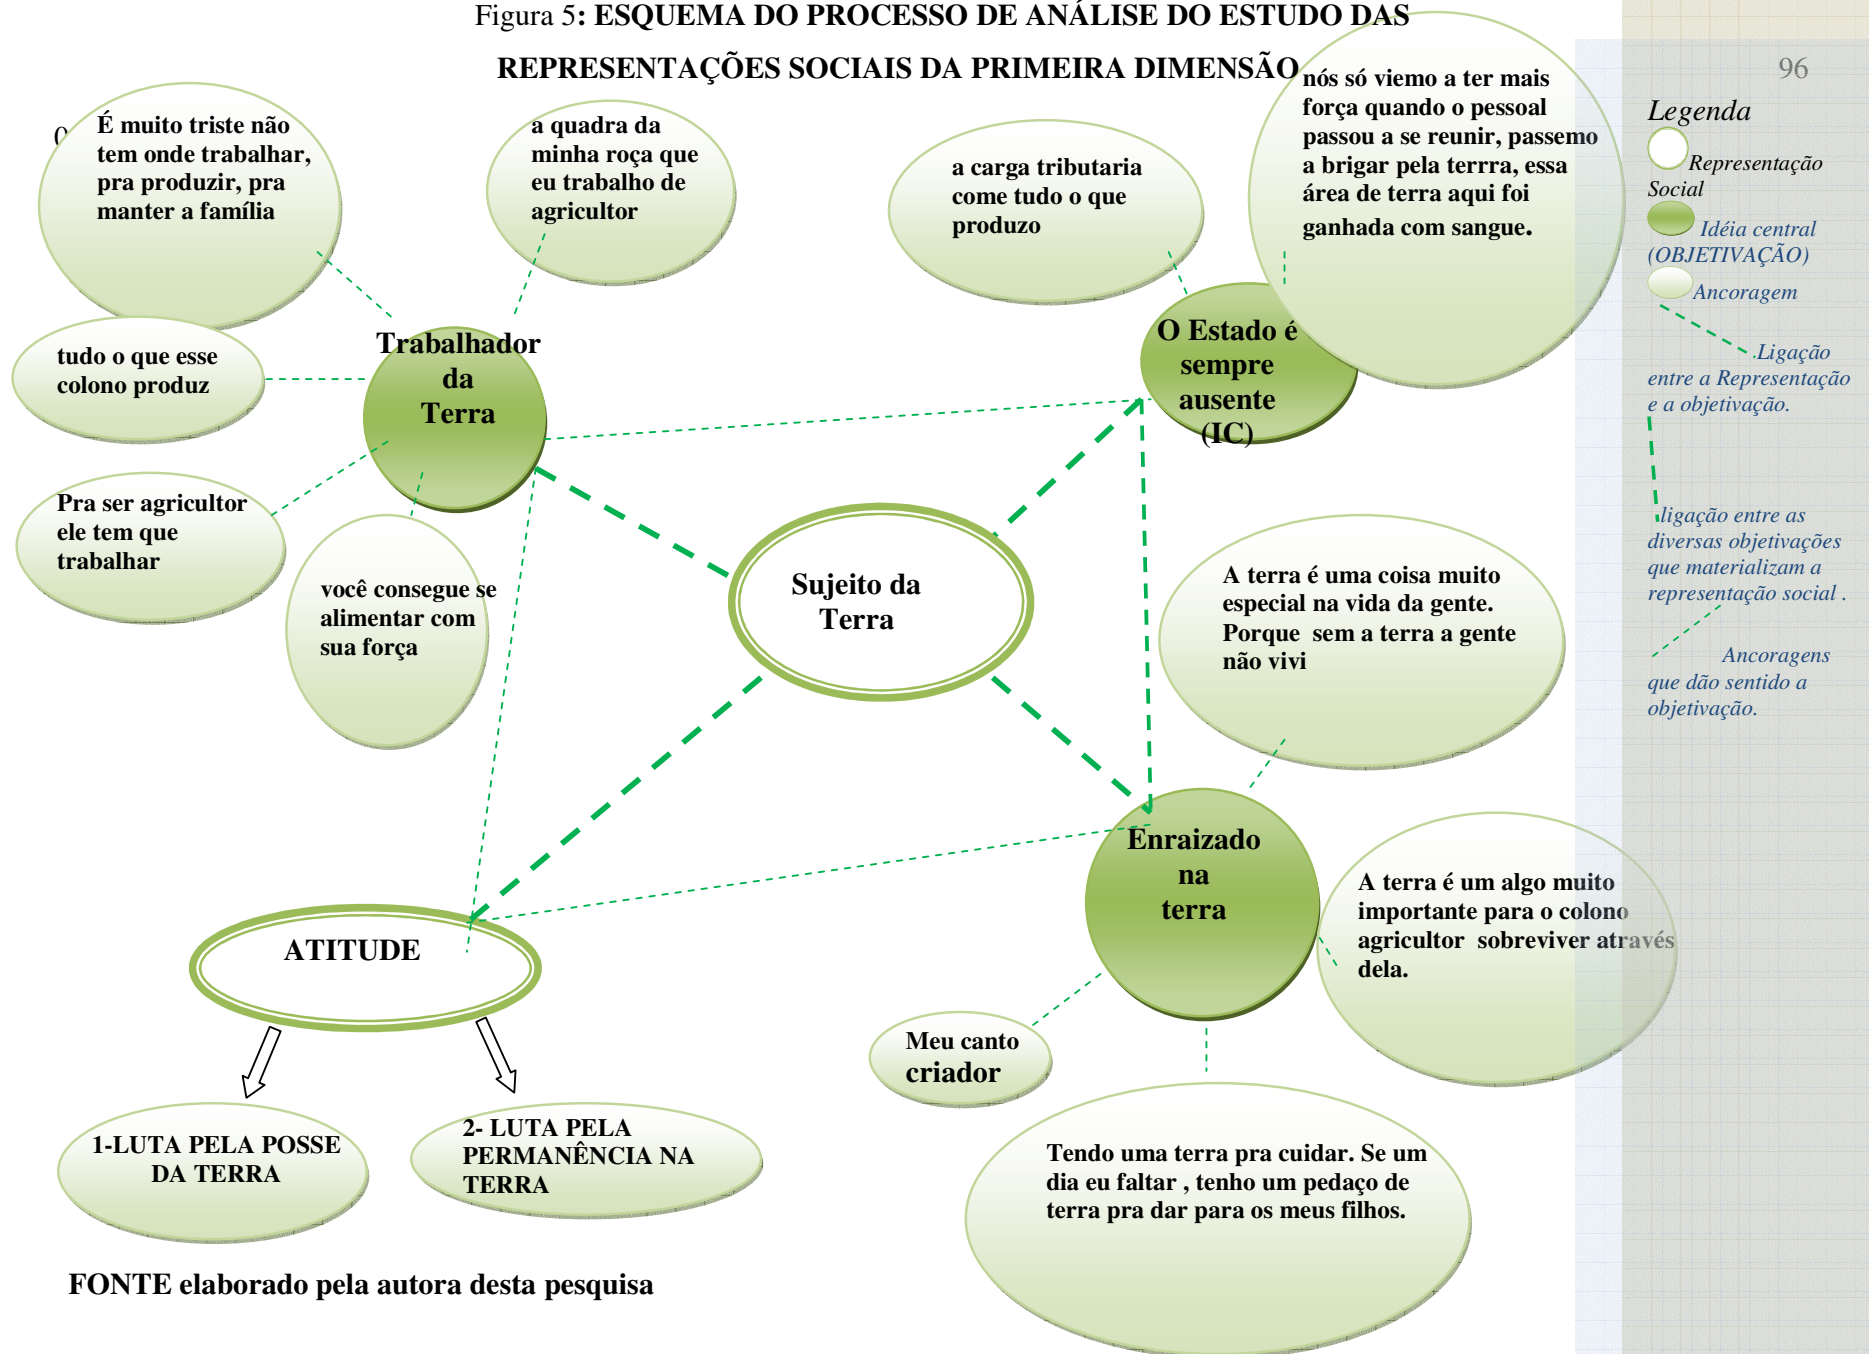 Figura 5: ESQUEMA DO PROCESSO DE ANÁLISE DO ESTUDO DAS
REPRESENTAÇÕES SOCIAIS DA PRIMEIRA DIMENSÃO
96
É muito triste não
tem onde trabalhar,
pra produzir, pra
manter a família
a quadra da
minha roça que
eu trabalho de
agricultor
a carga tributaria
come tudo o que
produzo
nós só viemo a ter mais
força quando o pessoal
passou a se reunir, passemo
a brigar pela terrra, essa
área de terra aqui foi
ganhada com sangue.
tudo o que esse
colono produz
Trabalhador
da
Terra
O Estado é
sempre
ausente
(IC)
Pra ser agricultor
ele tem que
trabalhar
você consegue se
alimentar com
sua força
Sujeito da
Terra
A terra é uma coisa muito
especial na vida da gente.
Porque sem a terra a gente
não vivi
Enraizado
na
terra
A terra é um algo muito
importante para o colono
agricultor sobreviver através
dela.
ATITUDE
Meu canto
criador
1-LUTA PELA POSSE
DA TERRA
2- LUTA PELA
PERMANÊNCIA NA
TERRA
Tendo uma terra pra cuidar. Se um
dia eu faltar , tenho um pedaço de
terra pra dar para os meus filhos.
FONTE elaborado pela autora desta pesquisa
Legenda
Representação
Social
Idéia central
(OBJETIVAÇÃO)
Ancoragem
.Ligação
entre a Representação
e a objetivação.
ligação entre as
diversas objetivações
que materializam a
representação social .
Ancoragens
que dão sentido a
objetivação.